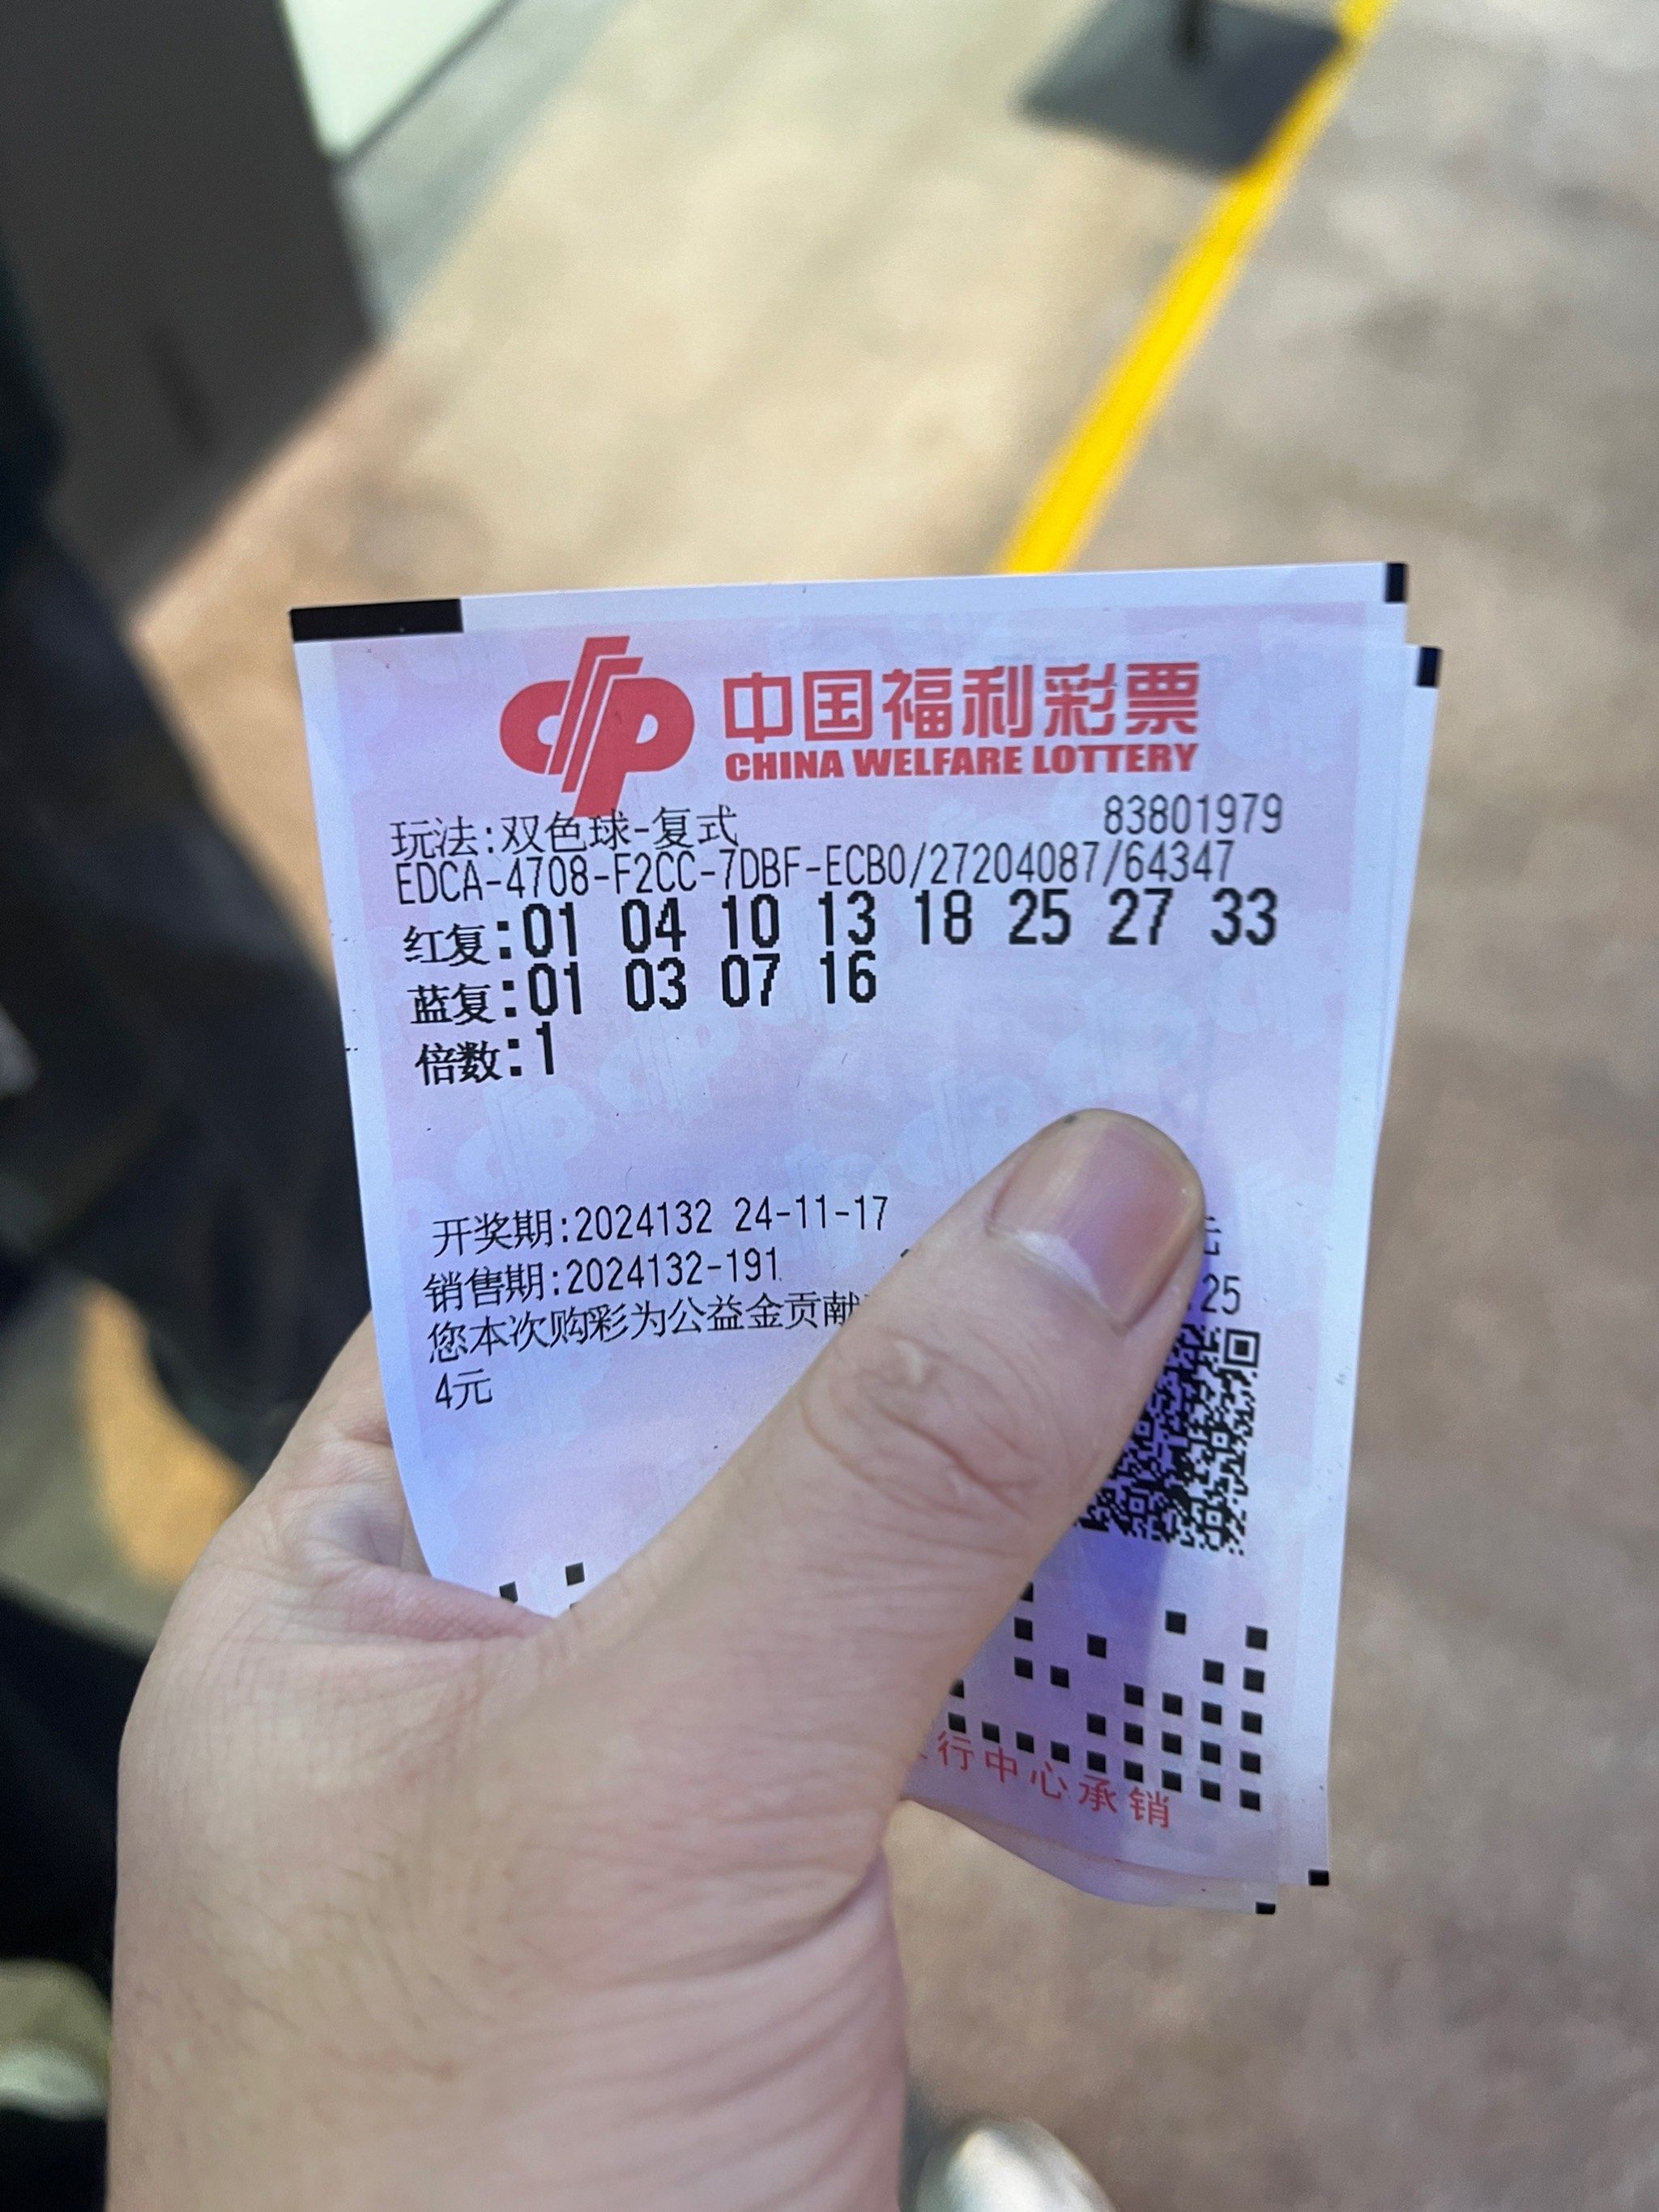 中国福利彩票
CHINA WELFARE LOTTERY
玩法:双色球-复式 83801979
EDCA-4708-F2CC-7DBF-ECB0/27204087/64347
红复:01 04 10 13 18 25 27 33
蓝复:01 03 07 16
倍数:1
开奖期:2024132 24-11-17
销售期:2024132-191 25
您本次购彩为公益金贡献
4元
行中心承销